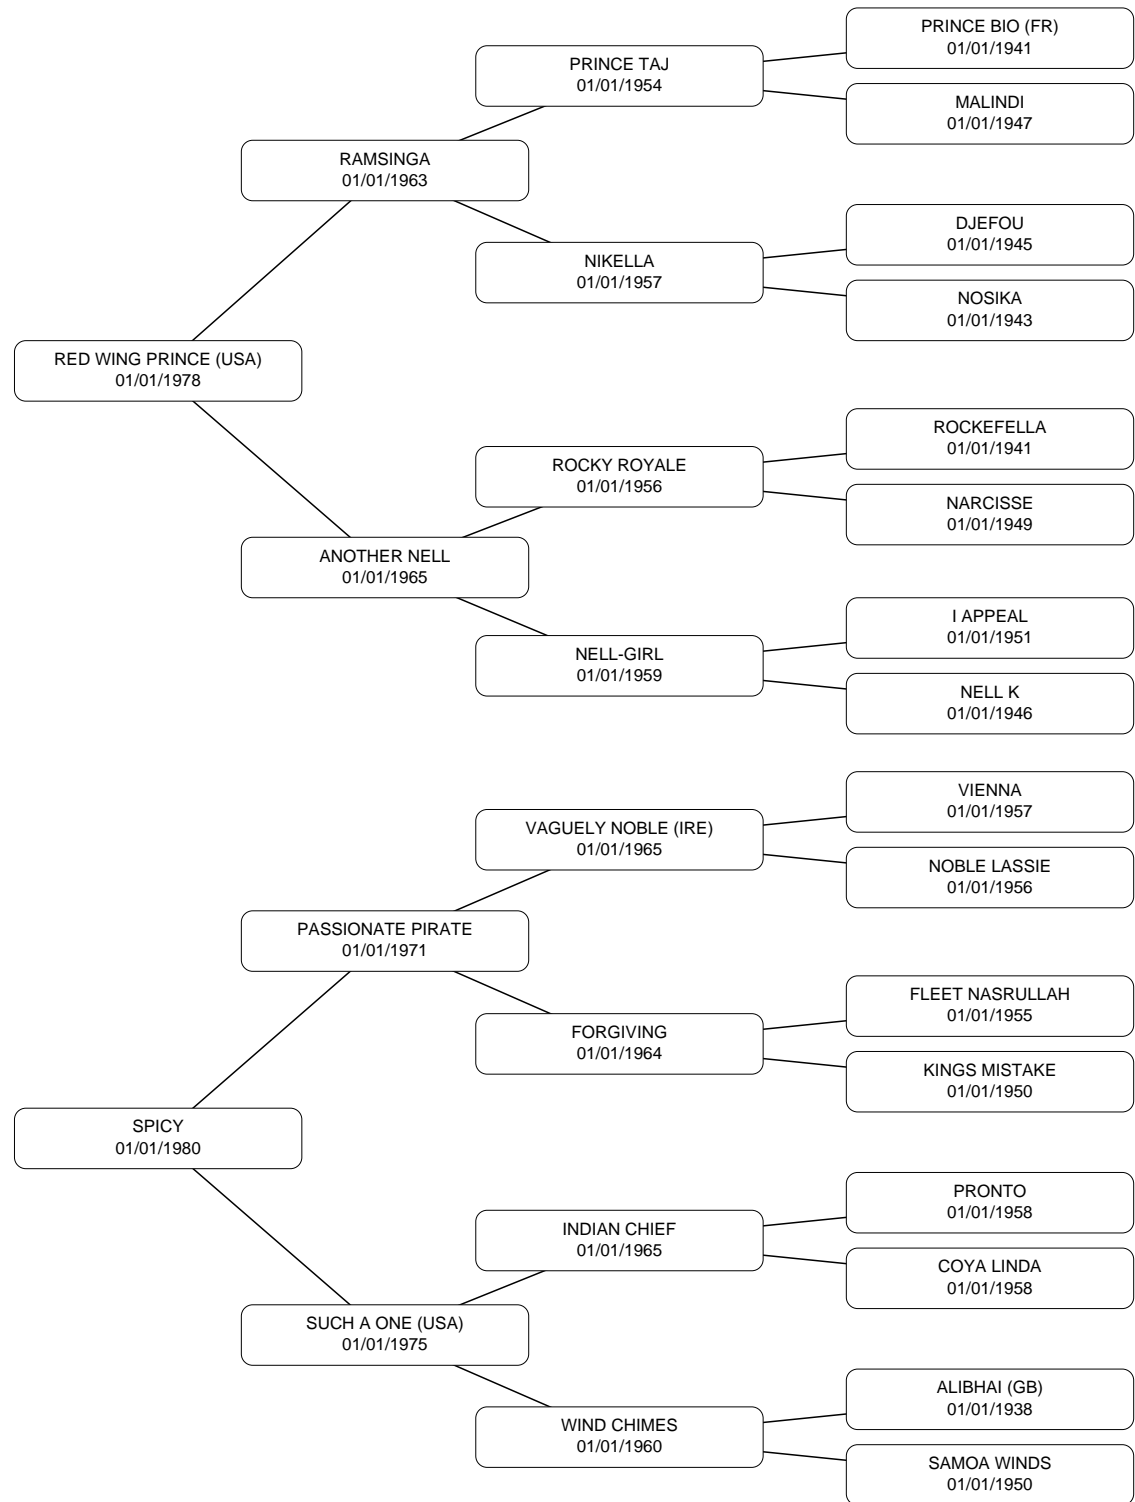 PRINCE BIO (FR)
01/01/1941
PRINCE TAJ
01/01/1954
MALINDI
01/01/1947
RAMSINGA
01/01/1963
DJEFOU
01/01/1945
NIKELLA
01/01/1957
NOSIKA
01/01/1943
RED WING PRINCE (USA)
01/01/1978
ROCKEFELLA
01/01/1941
ROCKY ROYALE
01/01/1956
NARCISSE
01/01/1949
ANOTHER NELL
01/01/1965
I APPEAL
01/01/1951
NELL-GIRL
01/01/1959
NELL K
01/01/1946
VIENNA
01/01/1957
VAGUELY NOBLE (IRE)
01/01/1965
NOBLE LASSIE
01/01/1956
PASSIONATE PIRATE
01/01/1971
FLEET NASRULLAH
01/01/1955
FORGIVING
01/01/1964
KINGS MISTAKE
01/01/1950
SPICY
01/01/1980
PRONTO
01/01/1958
INDIAN CHIEF
01/01/1965
COYA LINDA
01/01/1958
SUCH A ONE (USA)
01/01/1975
ALIBHAI (GB)
01/01/1938
WIND CHIMES
01/01/1960
SAMOA WINDS
01/01/1950